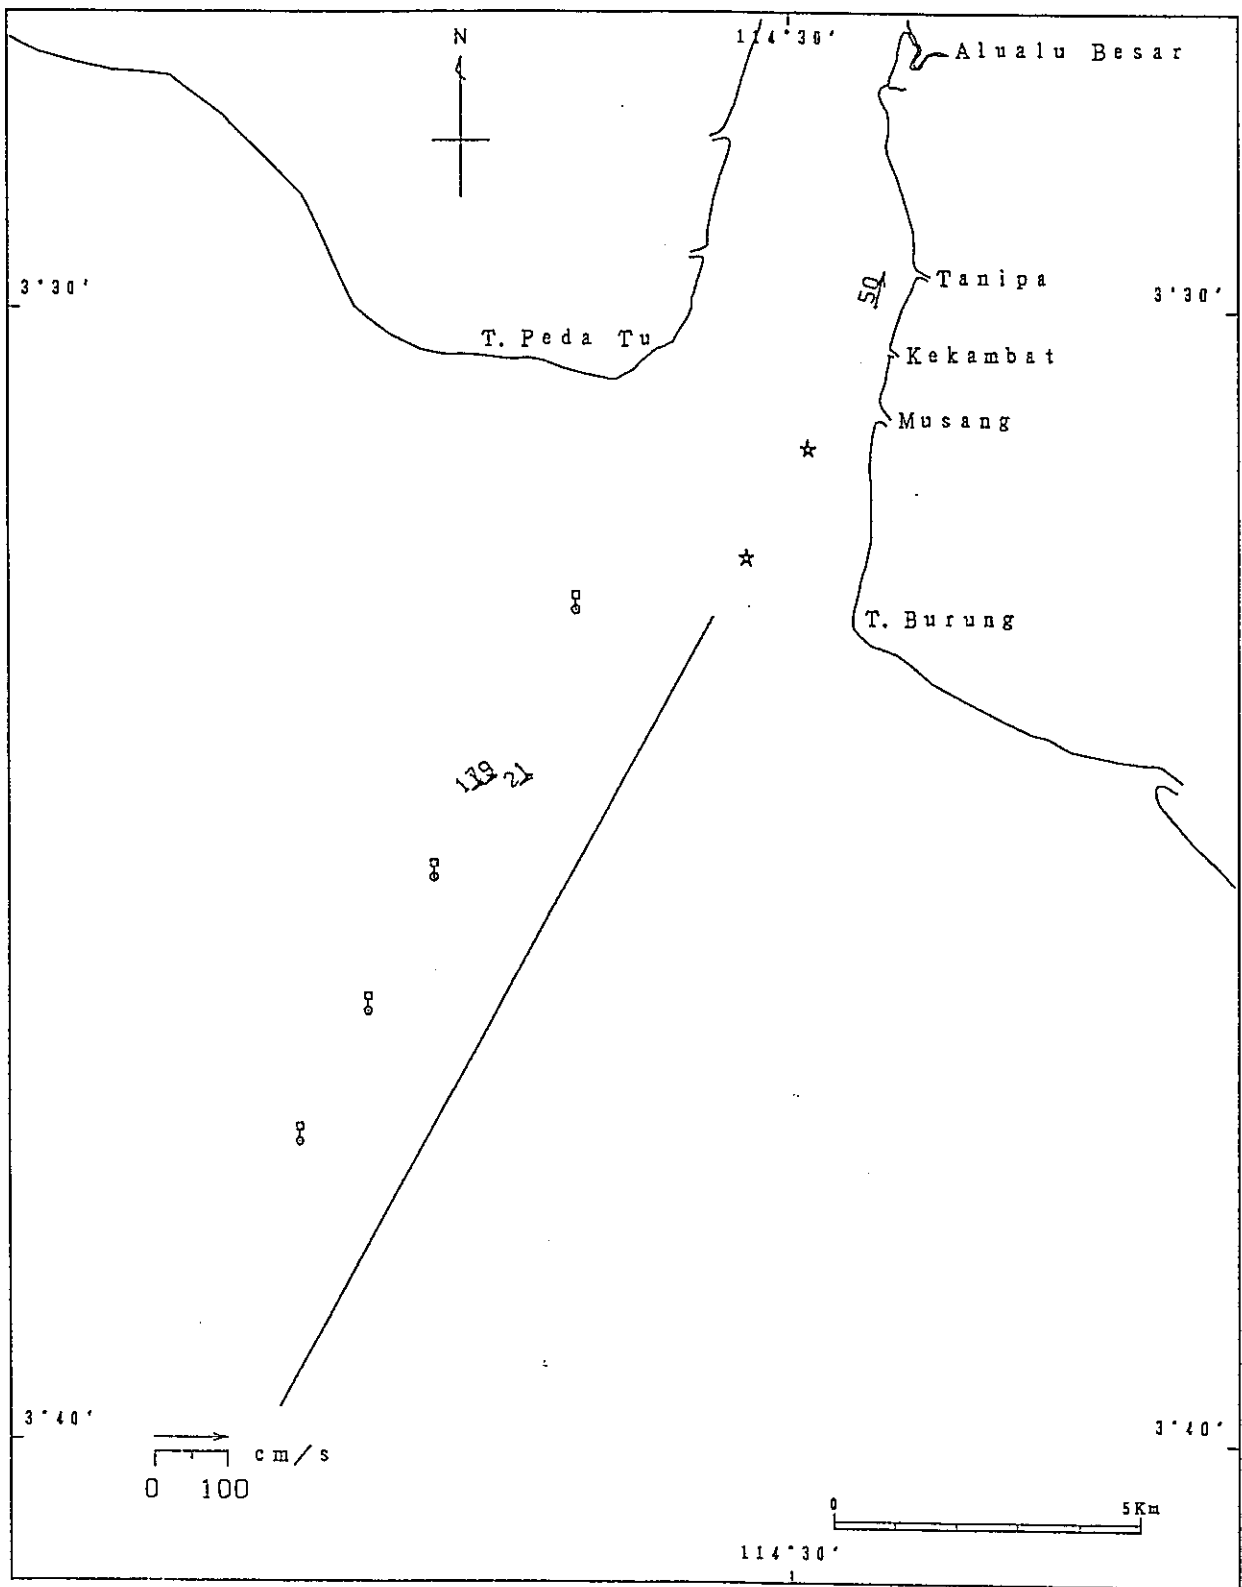 N
114°30'
Alualu Besar
3°30'
Tanipa
50
3°30'
T. Peda Tu
Kekambat
Musang
T. Burung
21
3°40'
3°40'
cm/s
0 100
0 5Km
114°30'